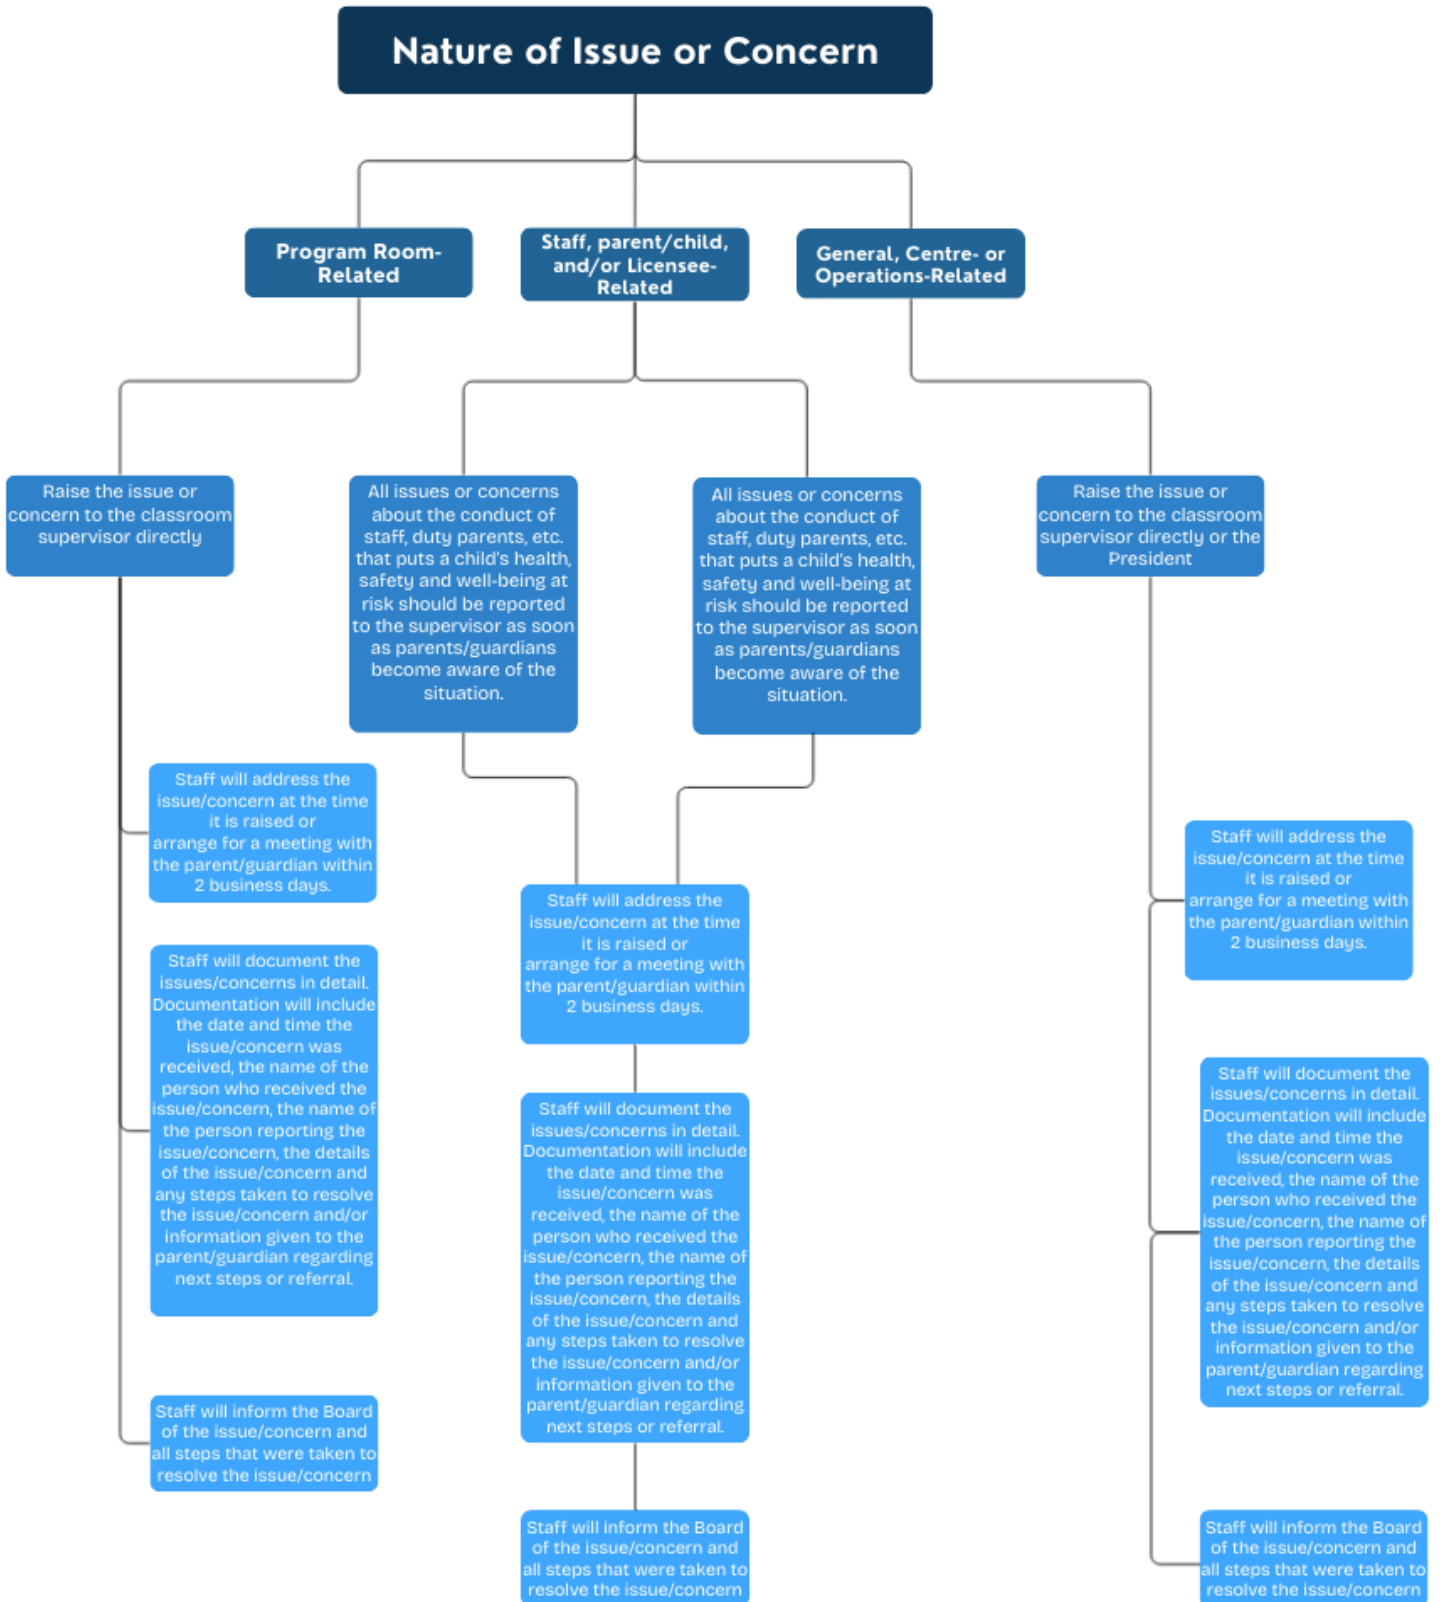 Nature of Issue or Concern
Program Room-
Related
Staff, parent/child,
and/or Licensee-
Related
General, Centre- or
Operations-Related
Raise the issue or
concern to the classroom
supervisor directly
All issues or concerns
about the conduct of
staff, duty parents, etc.
that puts a child's health,
safety and well-being at
risk should be reported
to the supervisor as soon
as parents/guardians
become aware of the
situation.
All issues or concerns
about the conduct of
staff, duty parents, etc.
that puts a child's health,
safety and well-being at
risk should be reported
to the supervisor as soon
as parents/guardians
become aware of the
situation.
Raise the issue or
concern to the classroom
supervisor directly or the
President
Staff will address the
issue/concern at the time
it is raised or
arrange for a meeting with
the parent/guardian within
2 business days.
Staff will document the
issues/concerns in detail.
Documentation will include
the date and time the
issue/concern was
received, the name of the
person who received the
issue/concern, the name of
the person reporting the
issue/concern, the details
of the issue/concern and
any steps taken to resolve
the issue/concern and/or
information given to the
parent/guardian regarding
next steps or referral.
Staff will inform the Board
of the issue/concern and
all steps that were taken to
resolve the issue/concern
Staff will address the
issue/concern at the time
it is raised or
arrange for a meeting with
the parent/guardian within
2 business days.
Staff will document the
issues/concerns in detail.
Documentation will include
the date and time the
issue/concern was
received, the name of the
person who received the
issue/concern, the name of
the person reporting the
issue/concern, the details
of the issue/concern and
any steps taken to resolve
the issue/concern and/or
information given to the
parent/guardian regarding
next steps or referral.
Staff will inform the Board
of the issue/concern and
all steps that were taken to
resolve the issue/concern
Staff will address the
issue/concern at the time
it is raised or
arrange for a meeting with
the parent/guardian within
2 business days.
Staff will document the
issues/concerns in detail.
Documentation will include
the date and time the
issue/concern was
received, the name of the
person who received the
issue/concern, the name of
the person reporting the
issue/concern, the details
of the issue/concern and
any steps taken to resolve
the issue/concern and/or
information given to the
parent/guardian regarding
next steps or referral.
Staff will inform the Board
of the issue/concern and
all steps that were taken to
resolve the issue/concern